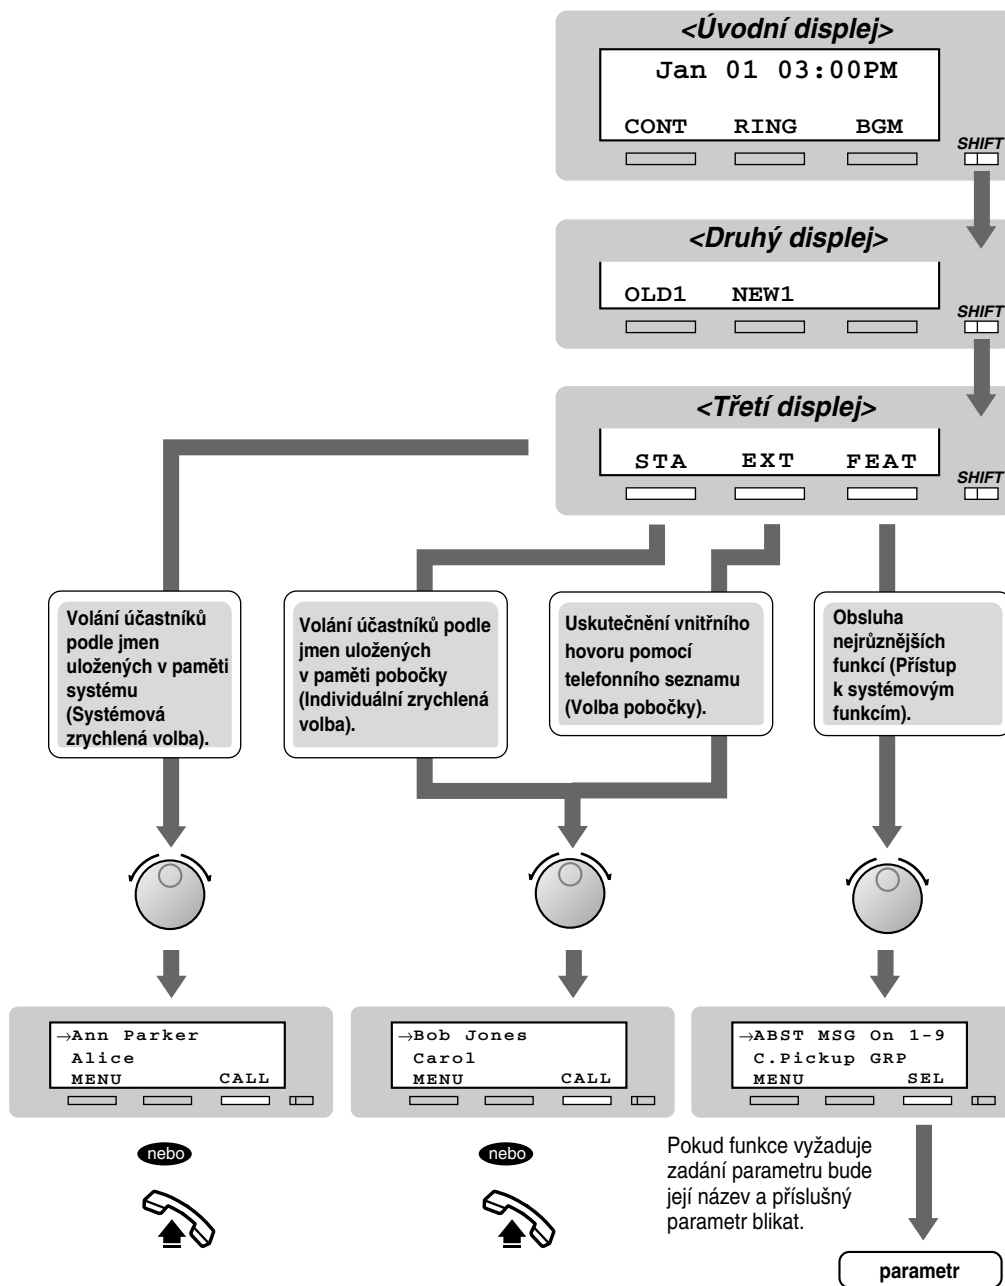 <Úvodní displej>
Jan 01 03:00PM
CONT RING BGM
SHIFT
<Druhý displej>
OLD1 NEW1
SHIFT
<Třetí displej>
STA EXT FEAT
SHIFT
Volání účastníků
podle jmen
uložených v paměti
systému
(Systémová
zrychlená volba).
Volání účastníků podle
jmen uložených
v paměti pobočky
(Individuální zrychlená
volba).
Uskutečnění vnitřního
hovoru pomocí
telefonního seznamu
(Volba pobočky).
Obsluha
nejrůznějších
funkcí (Přístup
k systémovým
funkcím).
→Ann Parker
Alice
MENU CALL
→Bob Jones
Carol
MENU CALL
→ABST MSG On 1-9
C.Pickup GRP
MENU SEL
nebo
nebo
Pokud funkce vyžaduje
zadání parametru bude
její název a příslušný
parametr blikat.
parametr